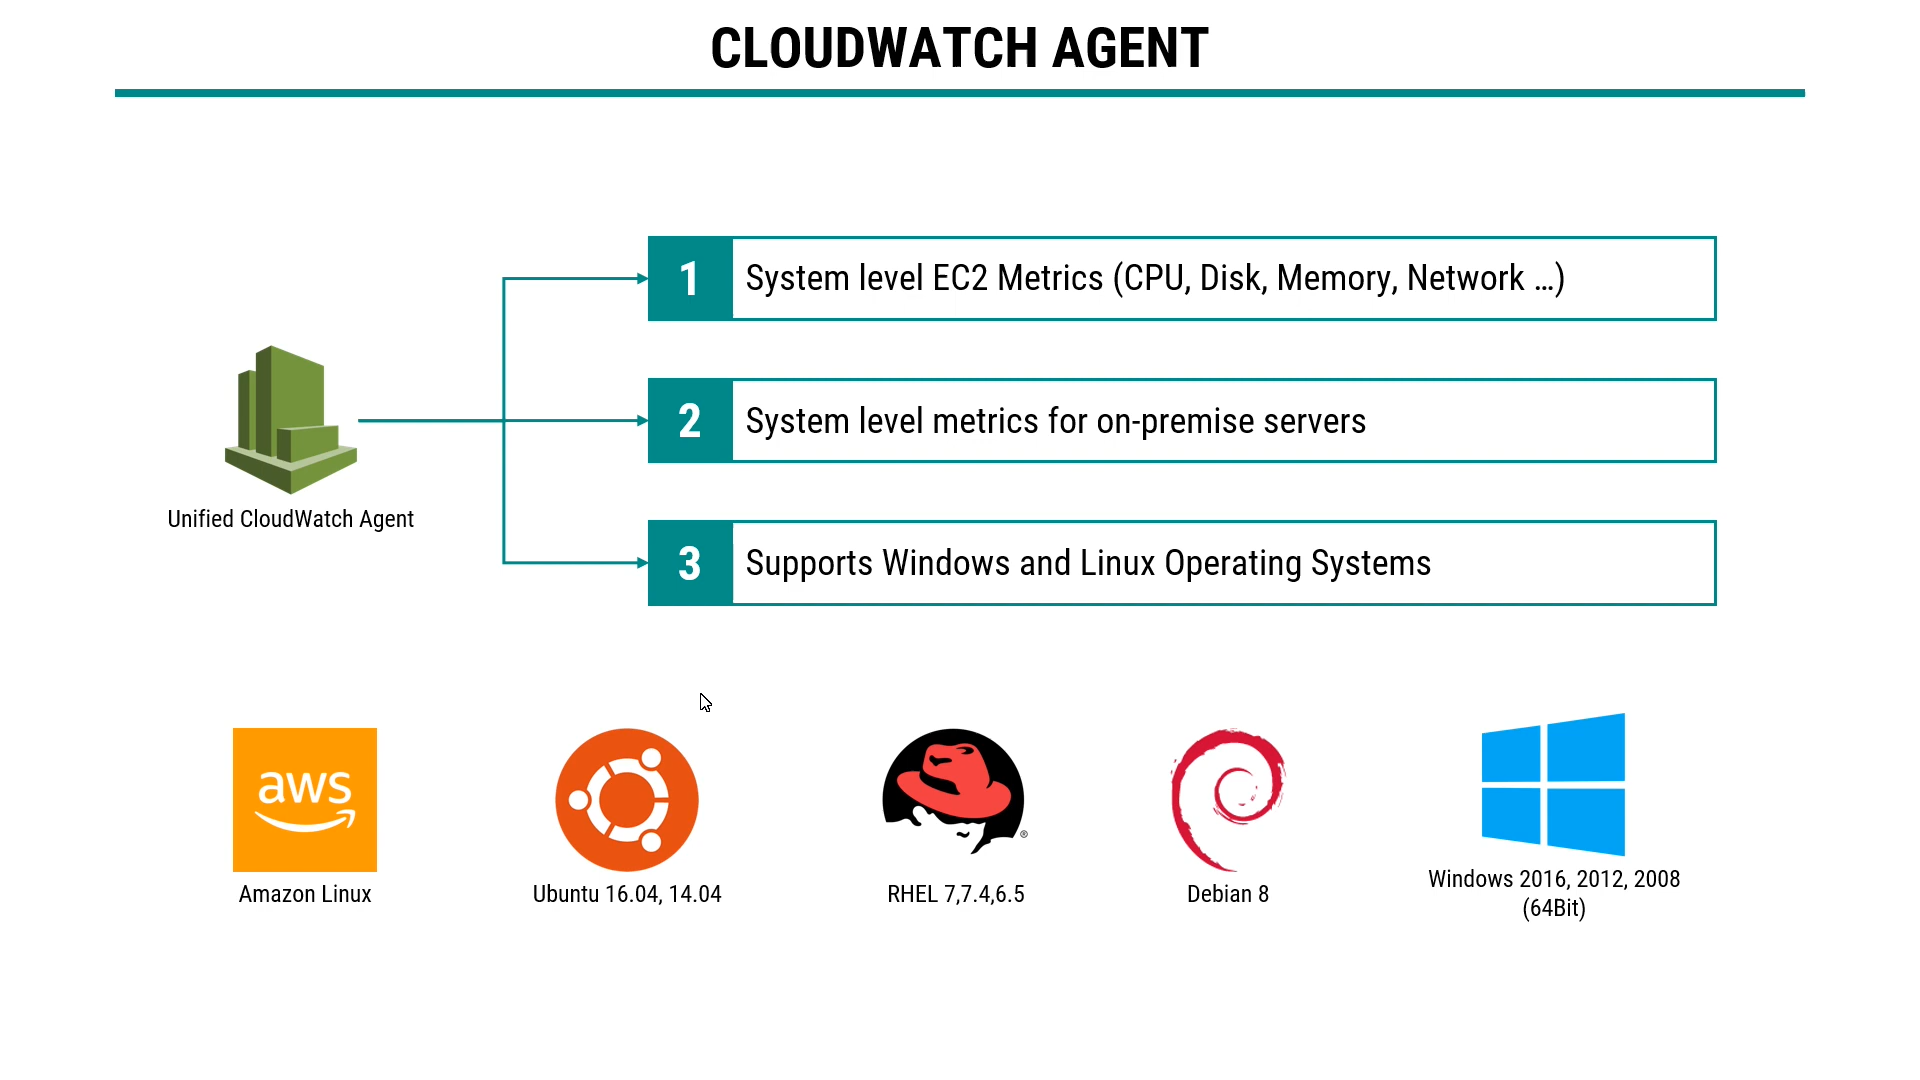 CLOUDWATCH AGENT
1
System level EC2 Metrics (CPU, Disk, Memory, Network ...)
2
System level metrics for on-premise servers
3
Supports Windows and Linux Operating Systems
Unified CloudWatch Agent
aws
Amazon Linux
Ubuntu 16.04, 14.04
®
RHEL 7,7.4,6.5
Debian 8
Windows 2016, 2012, 2008
(64Bit)